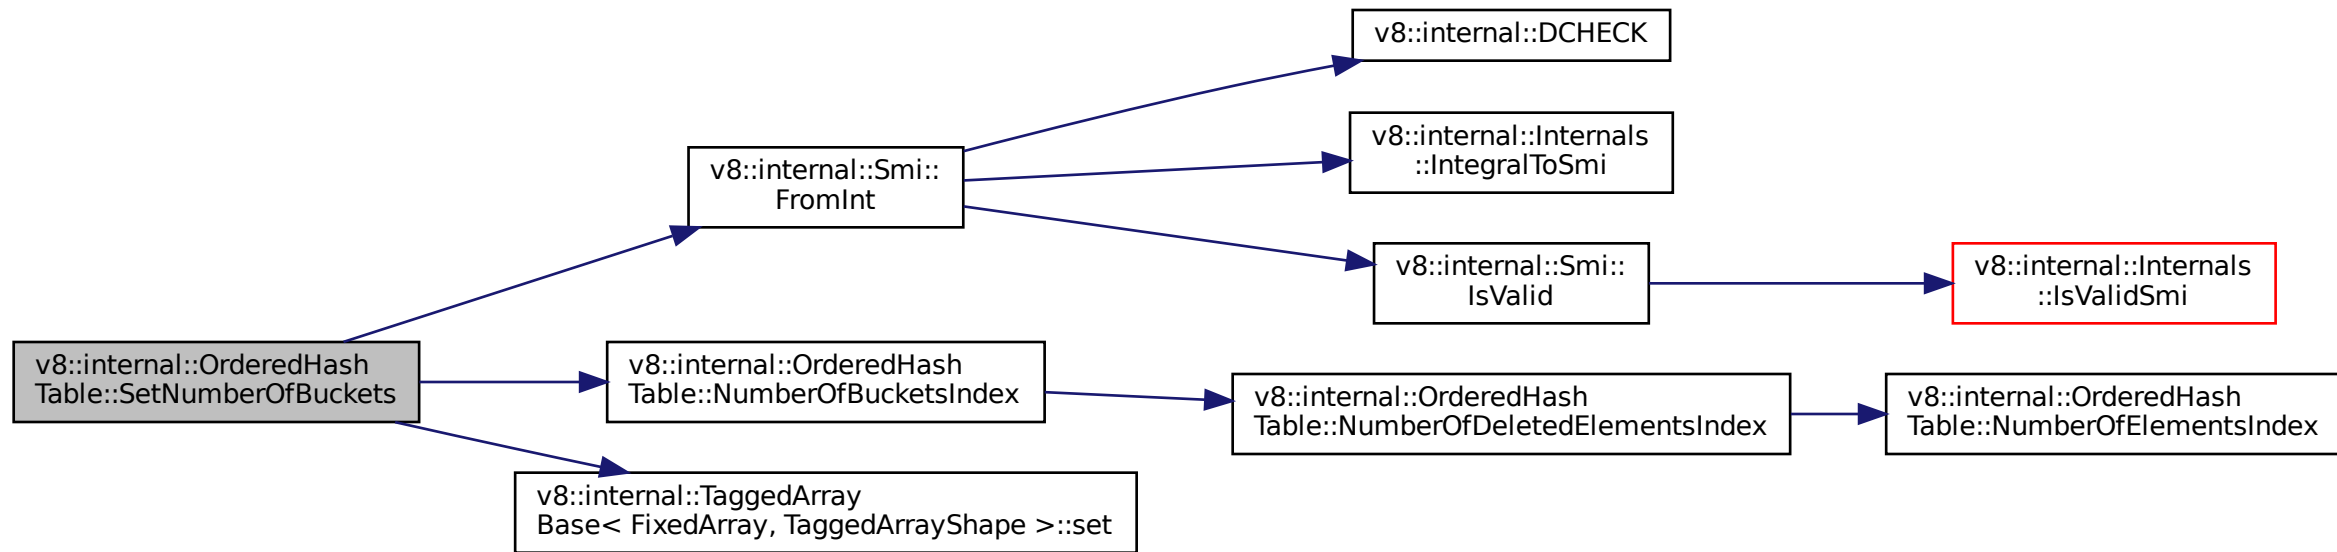 v8::internal::DCHECK
v8::internal::Internals
::IntegralToSmi
v8::internal::Smi::
FromInt
v8::internal::Smi::
IsValid
v8::internal::Internals
::IsValidSmi
v8::internal::OrderedHash
Table::SetNumberOfBuckets
v8::internal::OrderedHash
Table::NumberOfBucketsIndex
v8::internal::OrderedHash
Table::NumberOfDeletedElementsIndex
v8::internal::OrderedHash
Table::NumberOfElementsIndex
v8::internal::TaggedArray
Base< FixedArray, TaggedArrayShape >::set